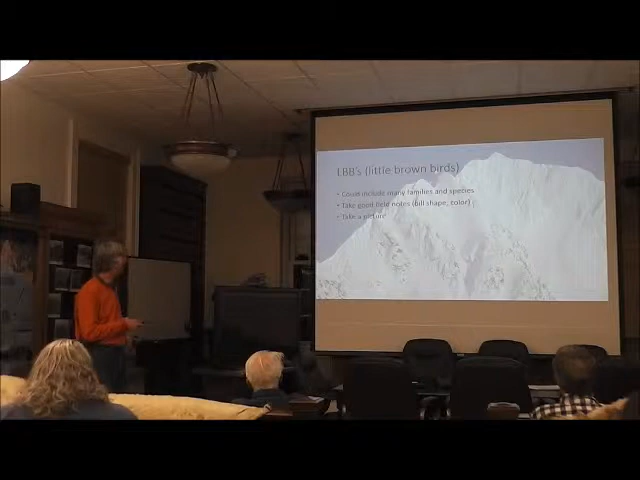 LBB's (little brown birds)
• Could include many families and species
• Take good field notes (bill shape, color)
• Take a picture